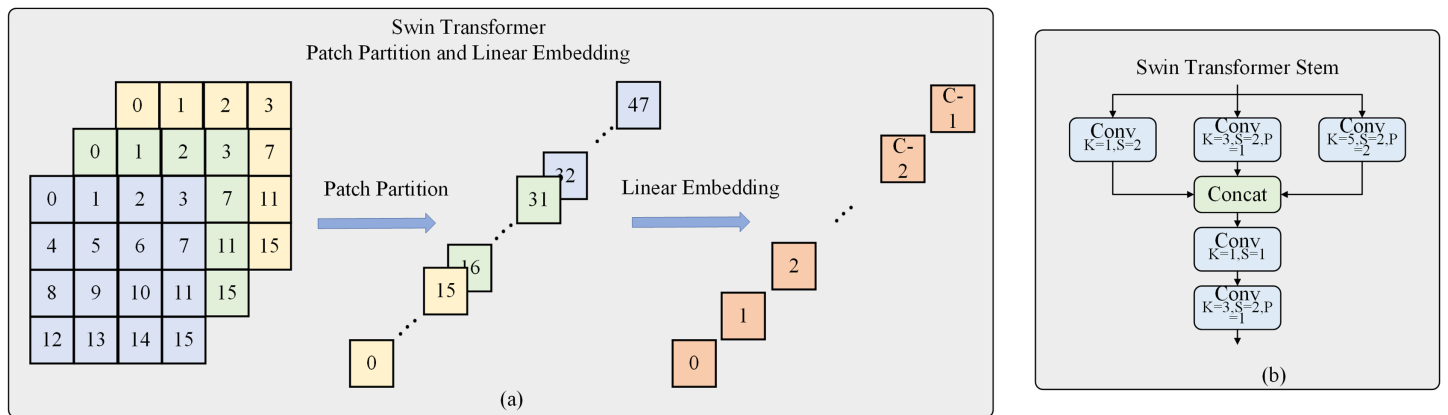 Swin Transformer
Patch Partition and Linear Embedding
0 1 2 3
0 1 2 3 7
0 1 2 3 7 11
4 5 6 7 11 15
8 9 10 11 15
12 13 14 15
Patch Partition
47
32
31
16
15
0
Linear Embedding
C-
1
C-
2
2
1
0
(a)
Swin Transformer Stem
Conv
K=1,S=2
Conv
K=3,S=2,P
=1
Conv
K=5,S=2,P
=2
Concat
Conv
K=1,S=1
Conv
K=3,S=2,P
=1
(b)